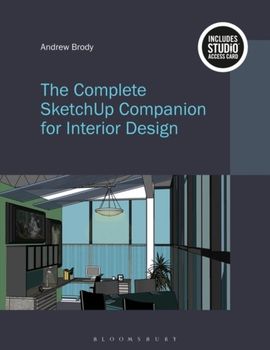 Andrew Brody
INCLUDES
STUDIO
ACCESS CARD
The Complete
SketchUp Companion
for Interior Design
BLOOMSBURY